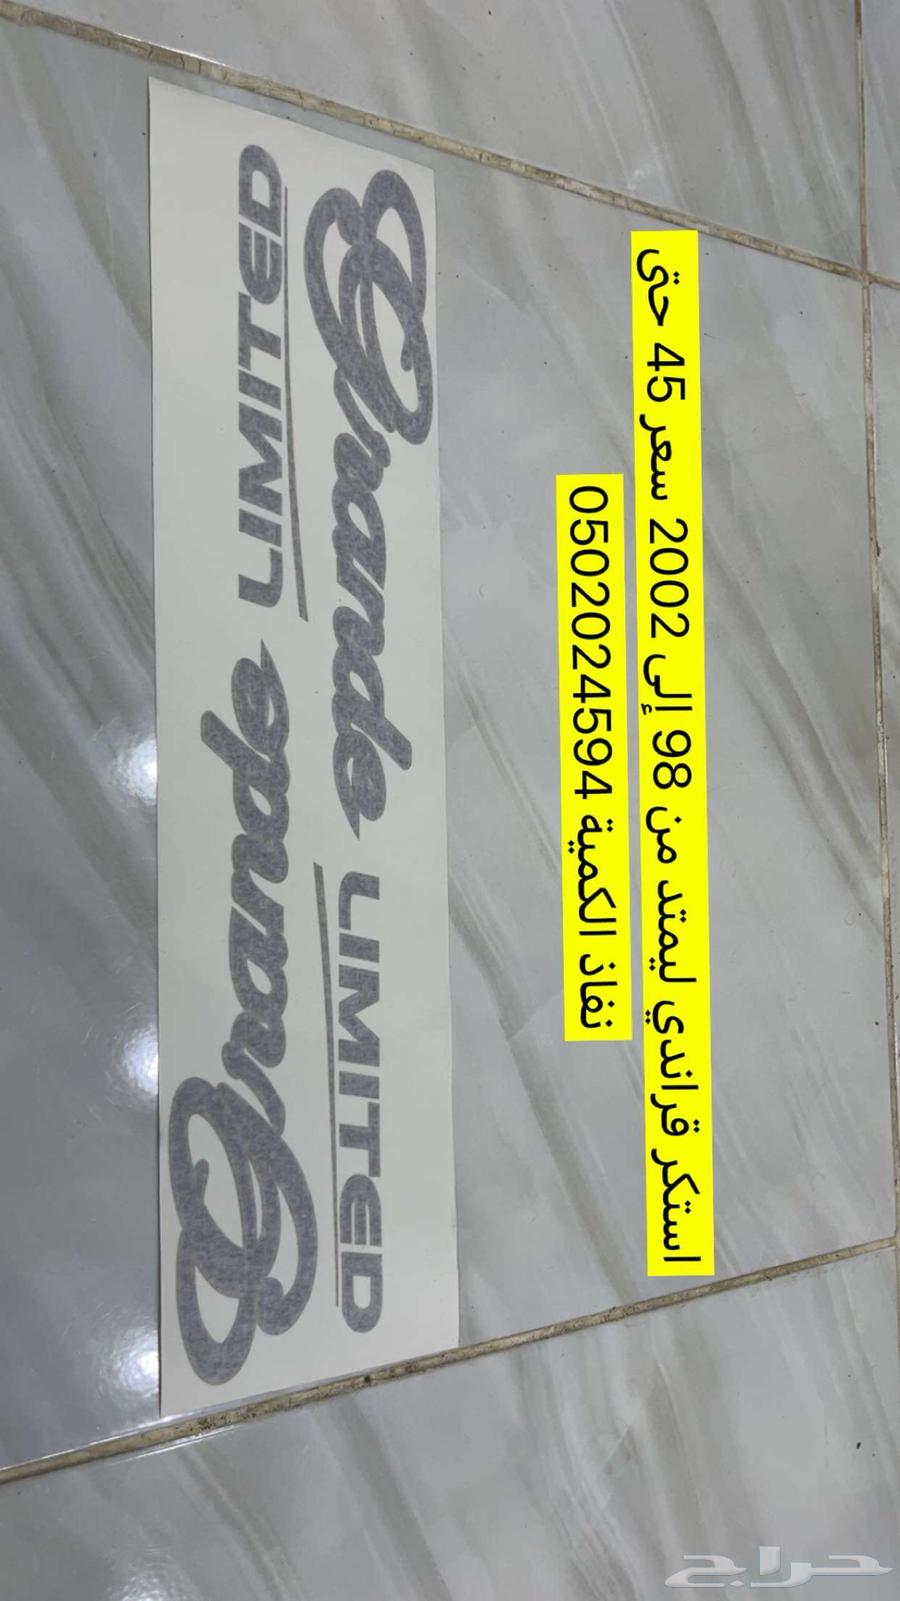 استكر قراندي ليمتد من 98 إلى 2002 سعر 45 حتى
نفاذ الكمية 0502024594
Grande LIMITED
Grande LIMITED
حراج